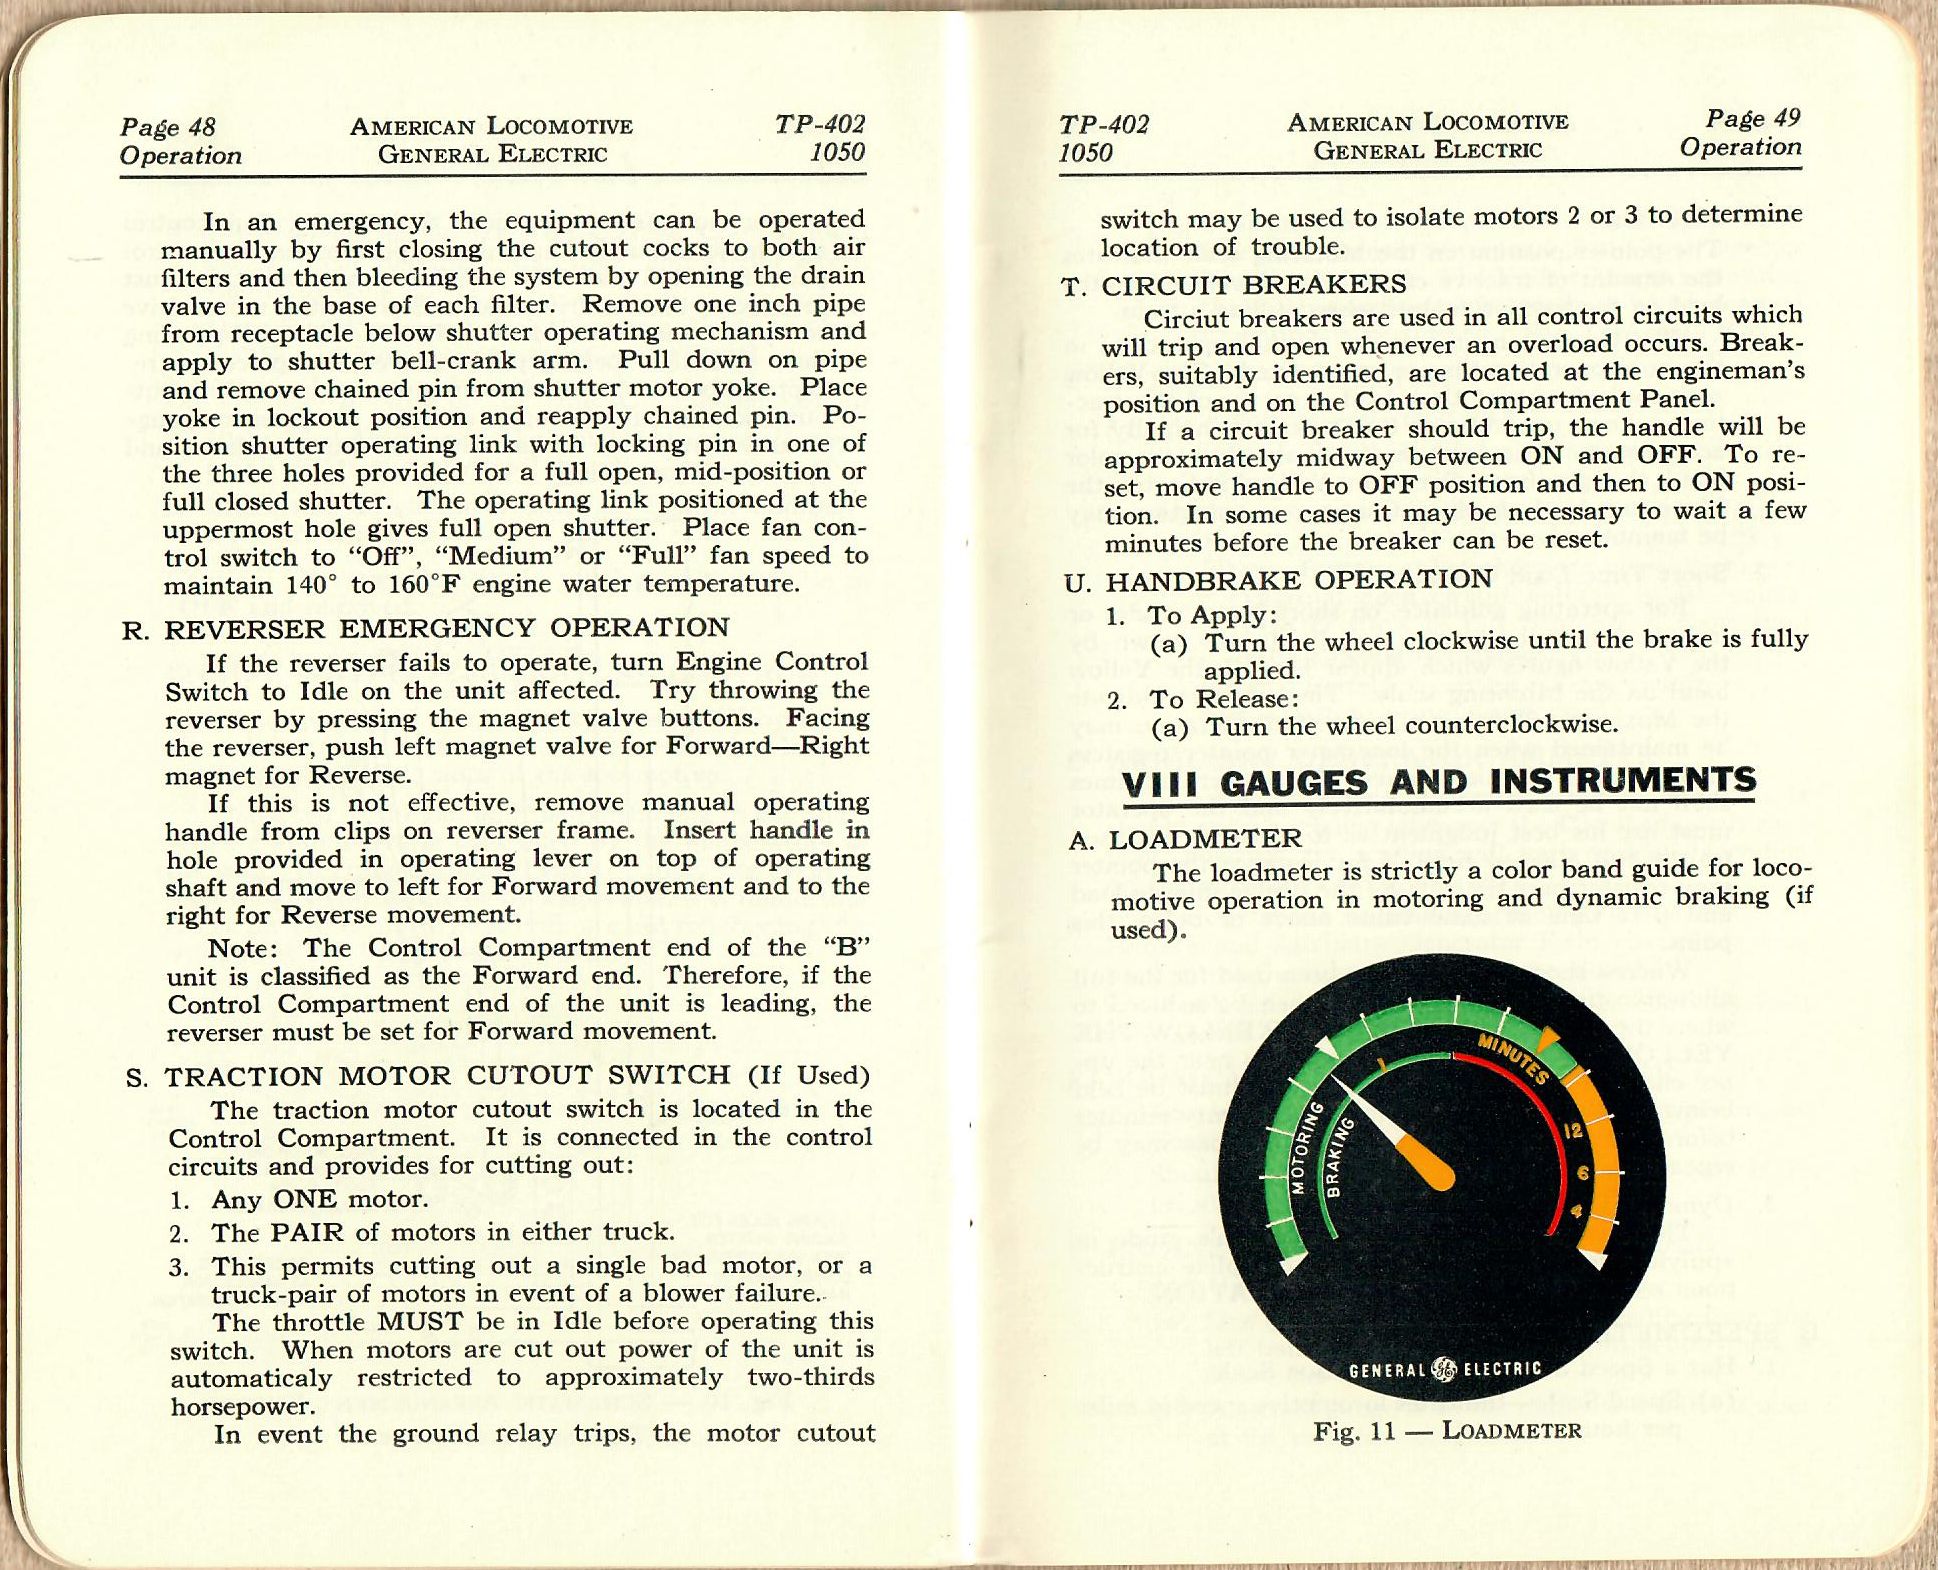 Page 48 AMERICAN LOCOMOTIVE TP-402
Operation GENERAL ELECTRIC 1050
In an emergency, the equipment can be operated
manually by first closing the cutout cocks to both air
filters and then bleeding the system by opening the drain
valve in the base of each filter. Remove one inch pipe
from receptacle below shutter operating mechanism and
apply to shutter bell-crank arm. Pull down on pipe
and remove chained pin from shutter motor yoke. Place
yoke in lockout position and reapply chained pin. Po-
sition shutter operating link with locking pin in one of
the three holes provided for a full open, mid-position or
full closed shutter. The operating link positioned at the
uppermost hole gives full open shutter. Place fan con-
trol switch to “Off”, “Medium” or “Full” fan speed to
maintain 140° to 160°F engine water temperature.
R. REVERSER EMERGENCY OPERATION
If the reverser fails to operate, turn Engine Control
Switch to Idle on the unit affected. Try throwing the
reverser by pressing the magnet valve buttons. Facing
the reverser, push left magnet valve for Forward—Right
magnet for Reverse.
If this is not effective, remove manual operating
handle from clips on reverser frame. Insert handle in
hole provided in operating lever on top of operating
shaft and move to left for Forward movement and to the
right for Reverse movement.
Note: The Control Compartment end of the “B”
unit is classified as the Forward end. Therefore, if the
Control Compartment end of the unit is leading, the
reverser must be set for Forward movement.
S. TRACTION MOTOR CUTOUT SWITCH (If Used)
The traction motor cutout switch is located in the
Control Compartment. It is connected in the control
circuits and provides for cutting out:
1. Any ONE motor.
2. The PAIR of motors in either truck.
3. This permits cutting out a single bad motor, or a
truck-pair of motors in event of a blower failure.
The throttle MUST be in Idle before operating this
switch. When motors are cut out power of the unit is
automaticaly restricted to approximately two-thirds
horsepower.
In event the ground relay trips, the motor cutout
TP-402 AMERICAN LOCOMOTIVE Page 49
1050 GENERAL ELECTRIC Operation
switch may be used to isolate motors 2 or 3 to determine
location of trouble.
T. CIRCUIT BREAKERS
Circiut breakers are used in all control circuits which
will trip and open whenever an overload occurs. Break-
ers, suitably identified, are located at the engineman’s
position and on the Control Compartment Panel.
If a circuit breaker should trip, the handle will be
approximately midway between ON and OFF. To re-
set, move handle to OFF position and then to ON posi-
tion. In some cases it may be necessary to wait a few
minutes before the breaker can be reset.
U. HANDBRAKE OPERATION
1. To Apply:
(a) Turn the wheel clockwise until the brake is fully
applied.
2. To Release:
(a) Turn the wheel counterclockwise.
VIII GAUGES AND INSTRUMENTS
A. LOADMETER
The loadmeter is strictly a color band guide for loco-
motive operation in motoring and dynamic braking (if
used).
MOTORING
BRAKING
1
MINUTES
12
6
4
GENERAL GE ELECTRIC
Fig. 11 — LOADMETER